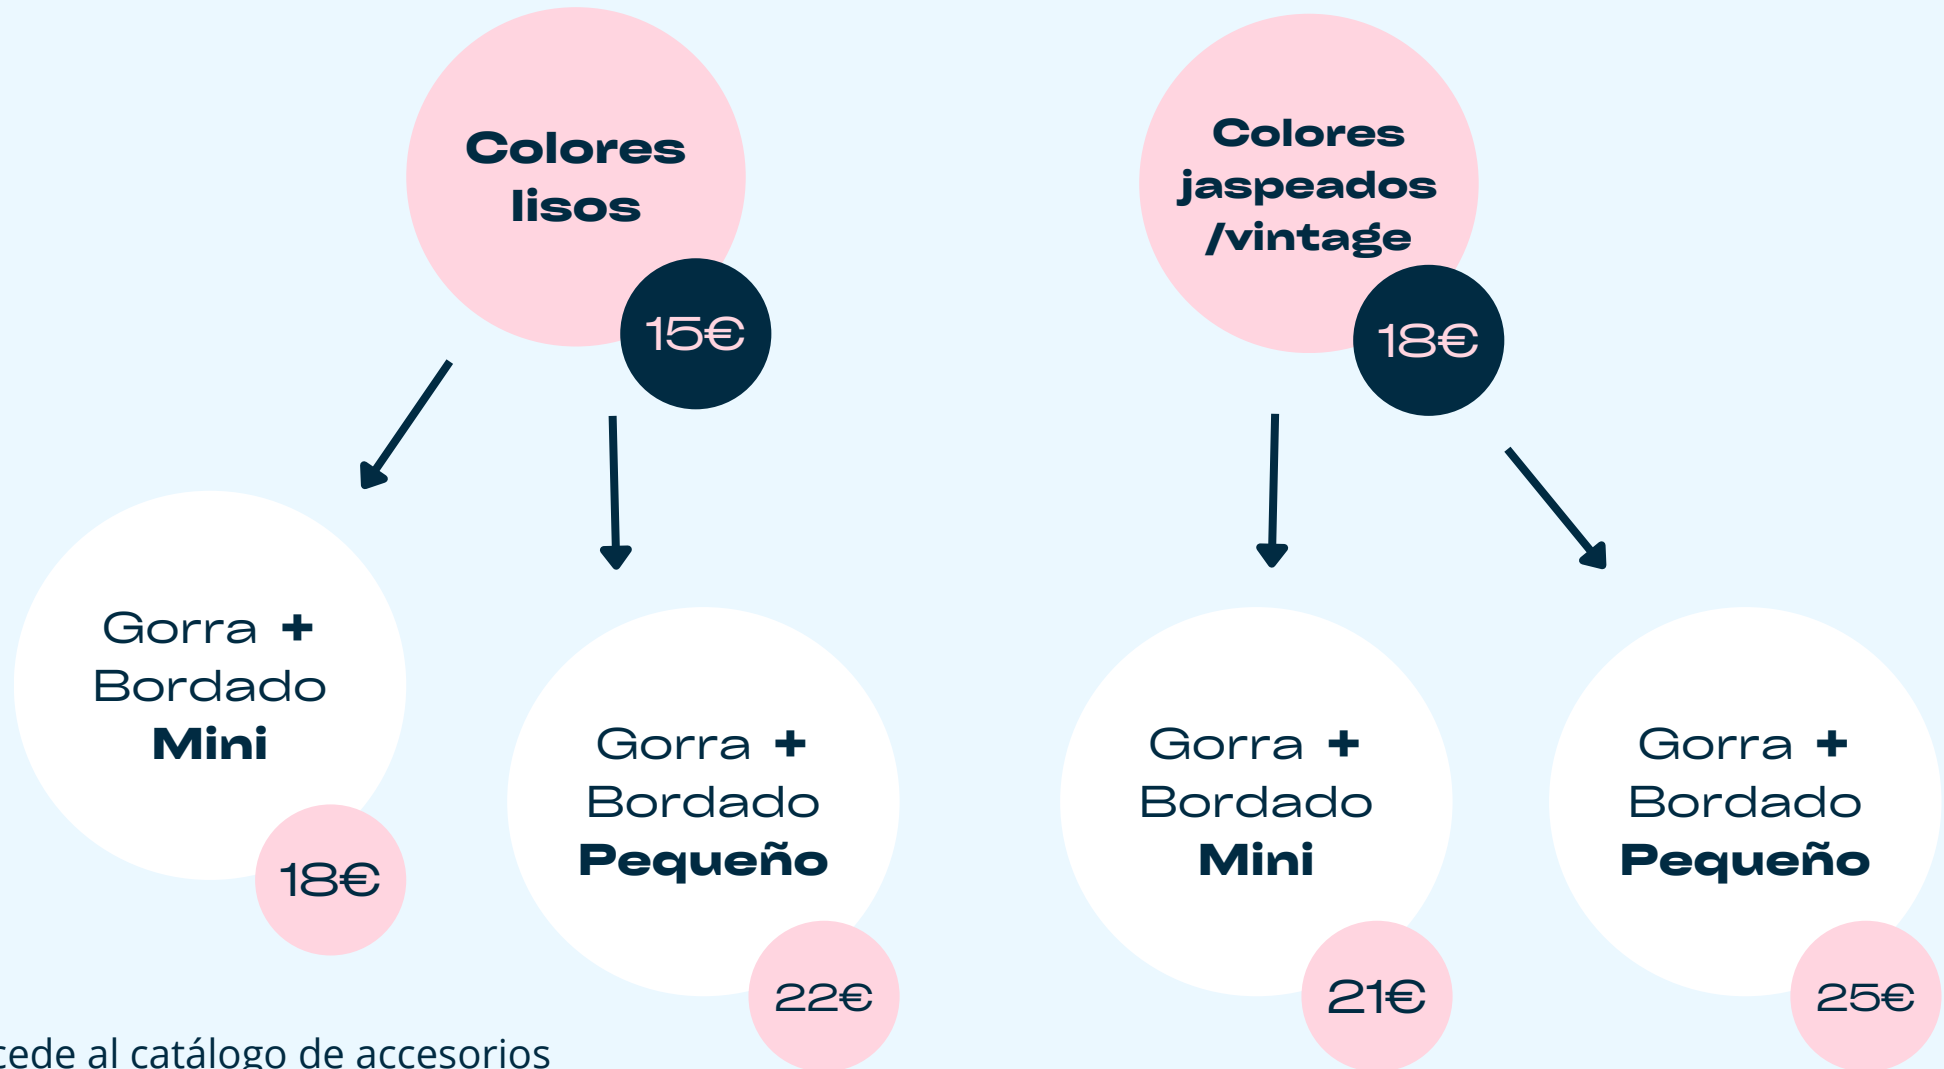 Colores
lisos
15€
Colores
jaspeados
/vintage
18€
Gorra +
Bordado
Mini
18€
Gorra +
Bordado
Pequeño
22€
Gorra +
Bordado
Mini
21€
Gorra +
Bordado
Pequeño
25€
al catálogo de accesorios